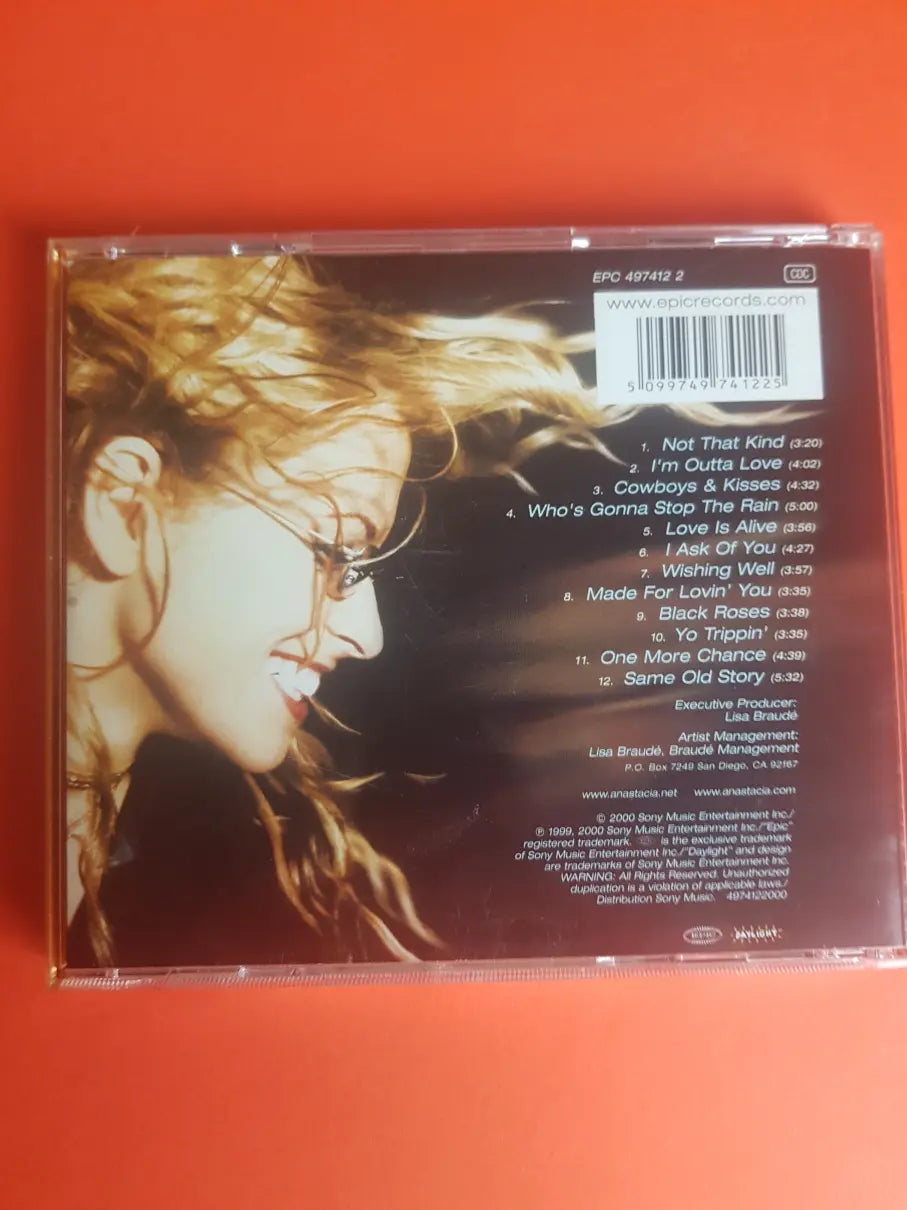 EPC 497412 2
CDC
www.epicrecords.com
5 099749 741225
1. Not That Kind (3:20)
2. I'm Outta Love (4:02)
3. Cowboys & Kisses (4:32)
4. Who's Gonna Stop The Rain (5:00)
5. Love Is Alive (3:56)
6. I Ask Of You (4:27)
7. Wishing Well (3:57)
8. Made For Lovin' You (3:35)
9. Black Roses (3:38)
10. Yo Trippin' (3:35)
11. One More Chance (4:39)
12. Same Old Story (5:32)
Executive Producer:
Lisa Braudé
Artist Management:
Lisa Braudé, Braudé Management
P.O. Box 7249 San Diego, CA 92167
www.anastacia.net www.anastacia.com
© 2000 Sony Music Entertainment Inc./
℗ 1999, 2000 Sony Music Entertainment Inc./"Epic"
registered trademark. is the exclusive trademark
of Sony Music Entertainment Inc./"Daylight" and design
are trademarks of Sony Music Entertainment Inc.
WARNING: All Rights Reserved. Unauthorized
duplication is a violation of applicable laws./
Distribution Sony Music. 4974122000
DAYLIGHT